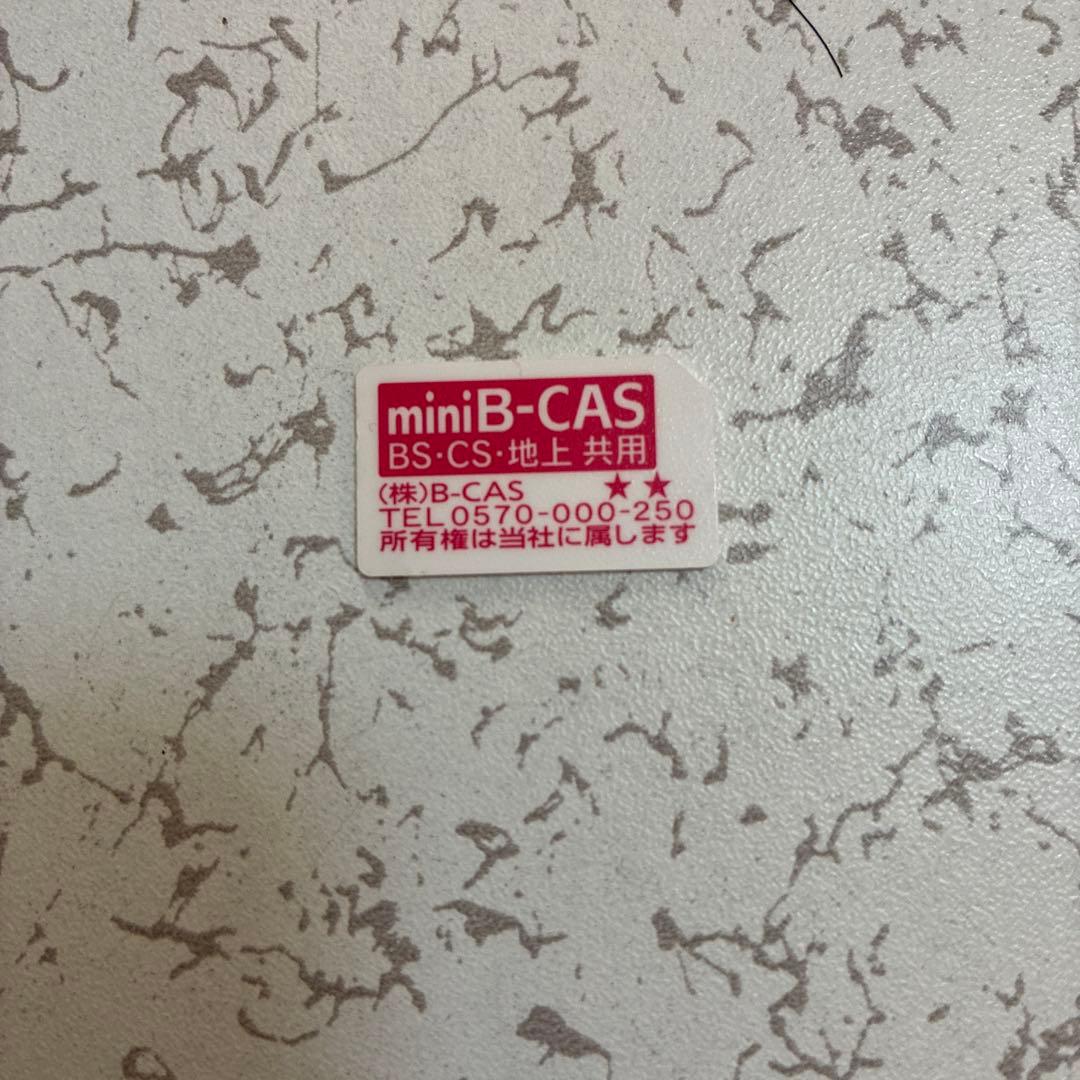 miniB-CAS
BS・CS・地上 共用
(株)B-CAS ★★
TEL 0570-000-250
所有権は当社に属します